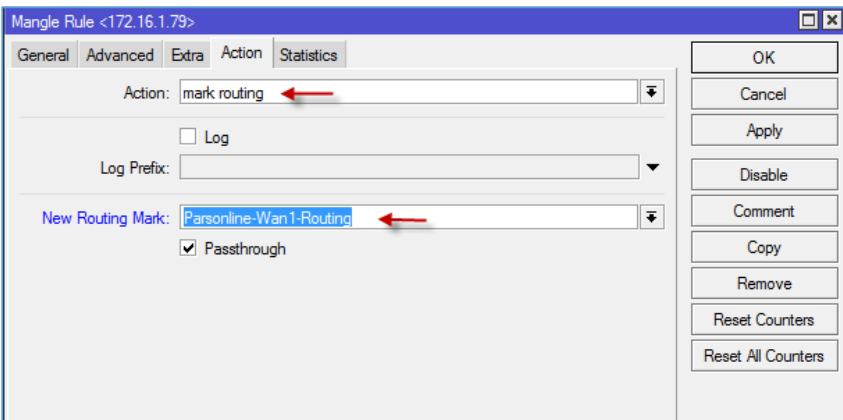 Mangle Rule <172.16.1.79>
General Advanced Extra Action Statistics
Action: mark routing
Log
Log Prefix:
New Routing Mark: Parsonline-Wan1-Routing
Passthrough
OK
Cancel
Apply
Disable
Comment
Copy
Remove
Reset Counters
Reset All Counters